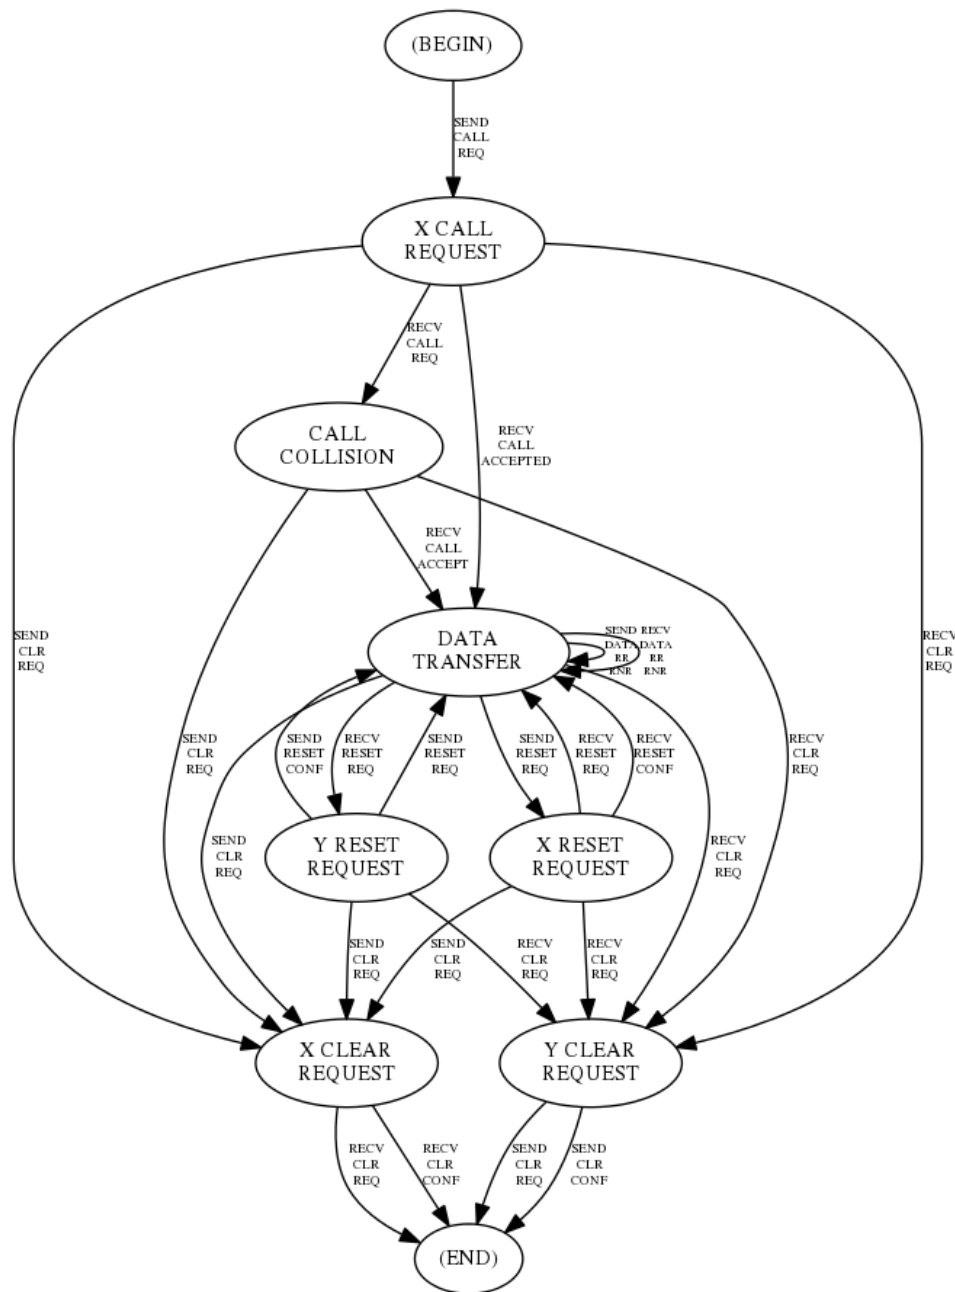 (BEGIN)
SEND
CALL
REQ
X CALL
REQUEST
RECV
CALL
REQ
CALL
COLLISION
RECV
CALL
ACCEPTED
RECV
CALL
ACCEPT
DATA
TRANSFER
SEND
DATA
RR
RNR
RECV
DATA
RR
RNR
SEND
CLR
REQ
RECV
CLR
REQ
SEND
CLR
REQ
SEND
RESET
CONF
RECV
RESET
REQ
SEND
RESET
REQ
SEND
RESET
REQ
RECV
RESET
REQ
RECV
RESET
CONF
RECV
CLR
REQ
SEND
CLR
REQ
Y RESET
REQUEST
X RESET
REQUEST
RECV
CLR
REQ
SEND
CLR
REQ
SEND
CLR
REQ
RECV
CLR
REQ
RECV
CLR
REQ
X CLEAR
REQUEST
Y CLEAR
REQUEST
RECV
CLR
REQ
RECV
CLR
CONF
SEND
CLR
REQ
SEND
CLR
CONF
(END)